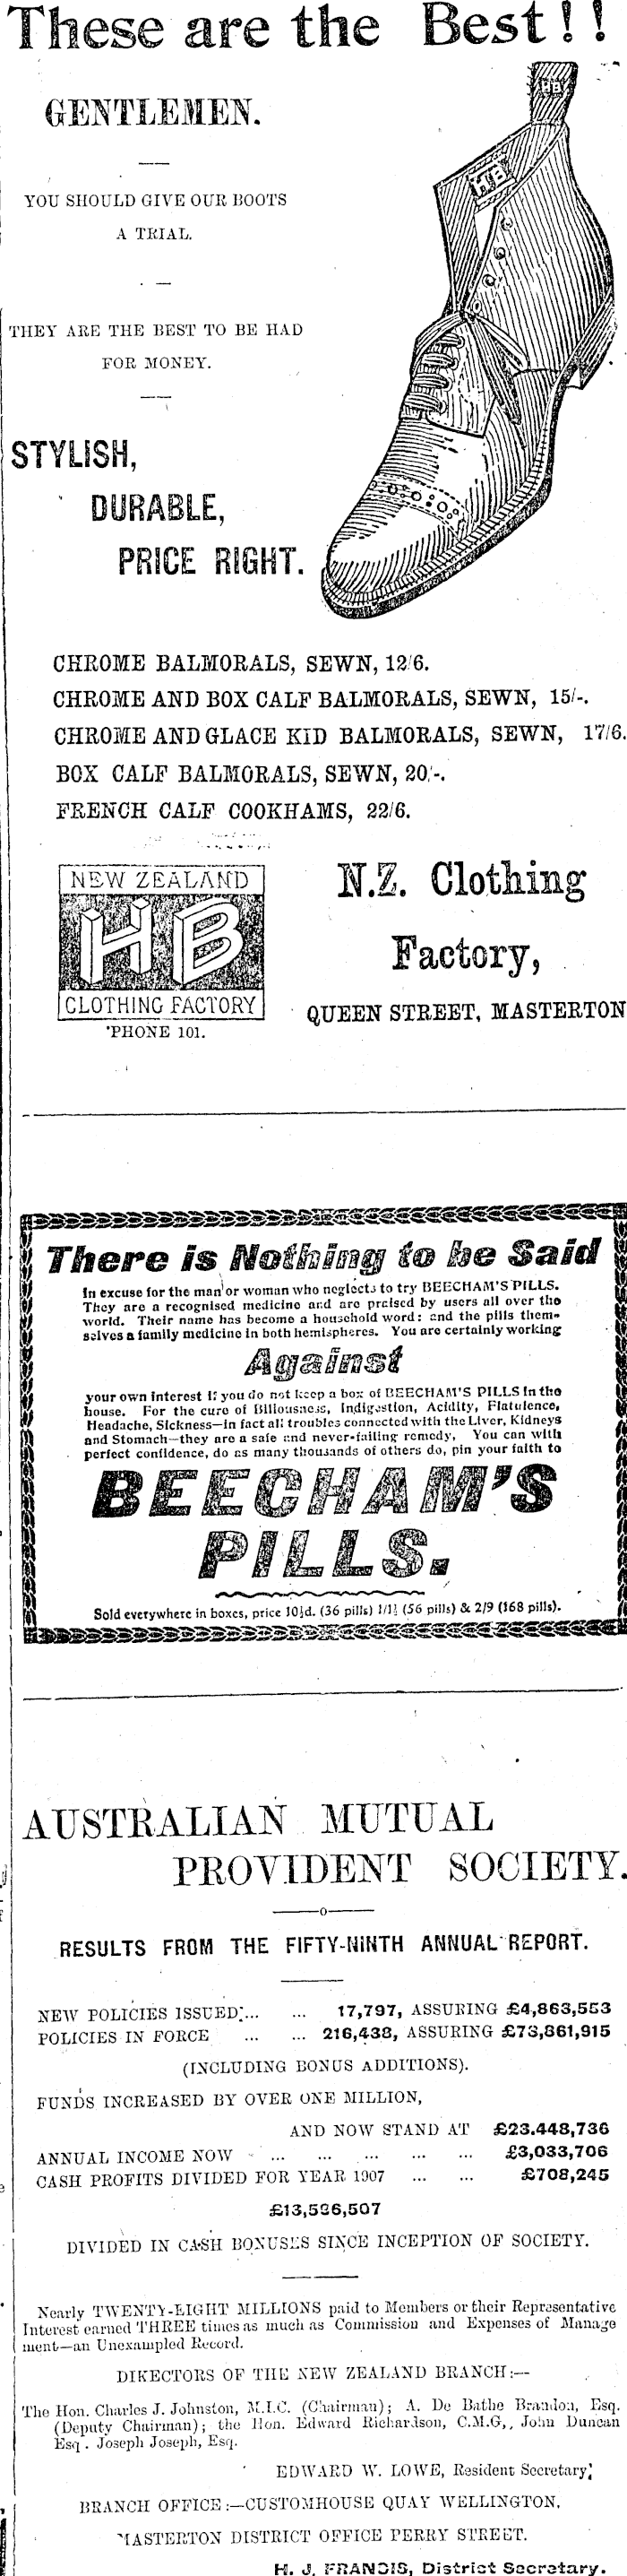 These are the Best!!
GENTLEMEN.
YOU SHOULD GIVE OUR BOOTS
A TRIAL.
THEY ARE THE BEST TO BE HAD
FOR MONEY.
STYLISH,
DURABLE,
PRICE RIGHT.
HB
HB
CHROME BALMORALS, SEWN, 12/6.
CHROME AND BOX CALF BALMORALS, SEWN, 15/-.
CHROME AND GLACE KID BALMORALS, SEWN, 17/6.
BOX CALF BALMORALS, SEWN, 20/-.
FRENCH CALF COOKHAMS, 22/6.
NEW ZEALAND
HB
CLOTHING FACTORY
'PHONE 101.
N.Z. Clothing
Factory,
QUEEN STREET, MASTERTON
There is Nothing to be Said
In excuse for the man or woman who neglects to try BEECHAM'S PILLS.
They are a recognised medicine and are praised by users all over the
world. Their name has become a household word: and the pills them-
selves a family medicine in both hemispheres. You are certainly working
Against
your own interest if you do not keep a box of BEECHAM'S PILLS in the
house. For the cure of Biliousness, Indigestion, Acidity, Flatulence,
Headache, Sickness—in fact all troubles connected with the Liver, Kidneys
and Stomach—they are a safe and never-failing remedy, You can with
perfect confidence, do as many thousands of others do, pin your faith to
BEECHAM'S
PILLS.
Sold everywhere in boxes, price 10½d. (36 pills) 1/1½ (56 pills) & 2/9 (168 pills).
AUSTRALIAN MUTUAL
PROVIDENT SOCIETY.
RESULTS FROM THE FIFTY-NINTH ANNUAL REPORT.
NEW POLICIES ISSUED ... ... 17,797, ASSURING £4,863,553
POLICIES IN FORCE ... ... 216,438, ASSURING £73,861,915
(INCLUDING BONUS ADDITIONS).
FUNDS INCREASED BY OVER ONE MILLION,
AND NOW STAND AT £23.448,736
ANNUAL INCOME NOW ... ... ... ... ... £3,033,706
CASH PROFITS DIVIDED FOR YEAR 1907 ... ... £708,245
£13,536,507
DIVIDED IN CASH BONUSES SINCE INCEPTION OF SOCIETY.
Nearly TWENTY-EIGHT MILLIONS paid to Members or their Representative
Interest earned THREE times as much as Commission and Expenses of Manage
ment—an Unexampled Record.
DIRECTORS OF THE NEW ZEALAND BRANCH:—
The Hon. Charles J. Johnston, M.L.C. (Chairman); A. De Bathe Brandon, Esq.
(Deputy Chairman); the Hon. Edward Richardson, C.M.G,, John Duncan
Esq. Joseph Joseph, Esq.
EDWARD W. LOWE, Resident Secretary
BRANCH OFFICE:—CUSTOMHOUSE QUAY WELLINGTON.
MASTERTON DISTRICT OFFICE PERRY STREET.
H. J. FRANCIS, District Secretary.